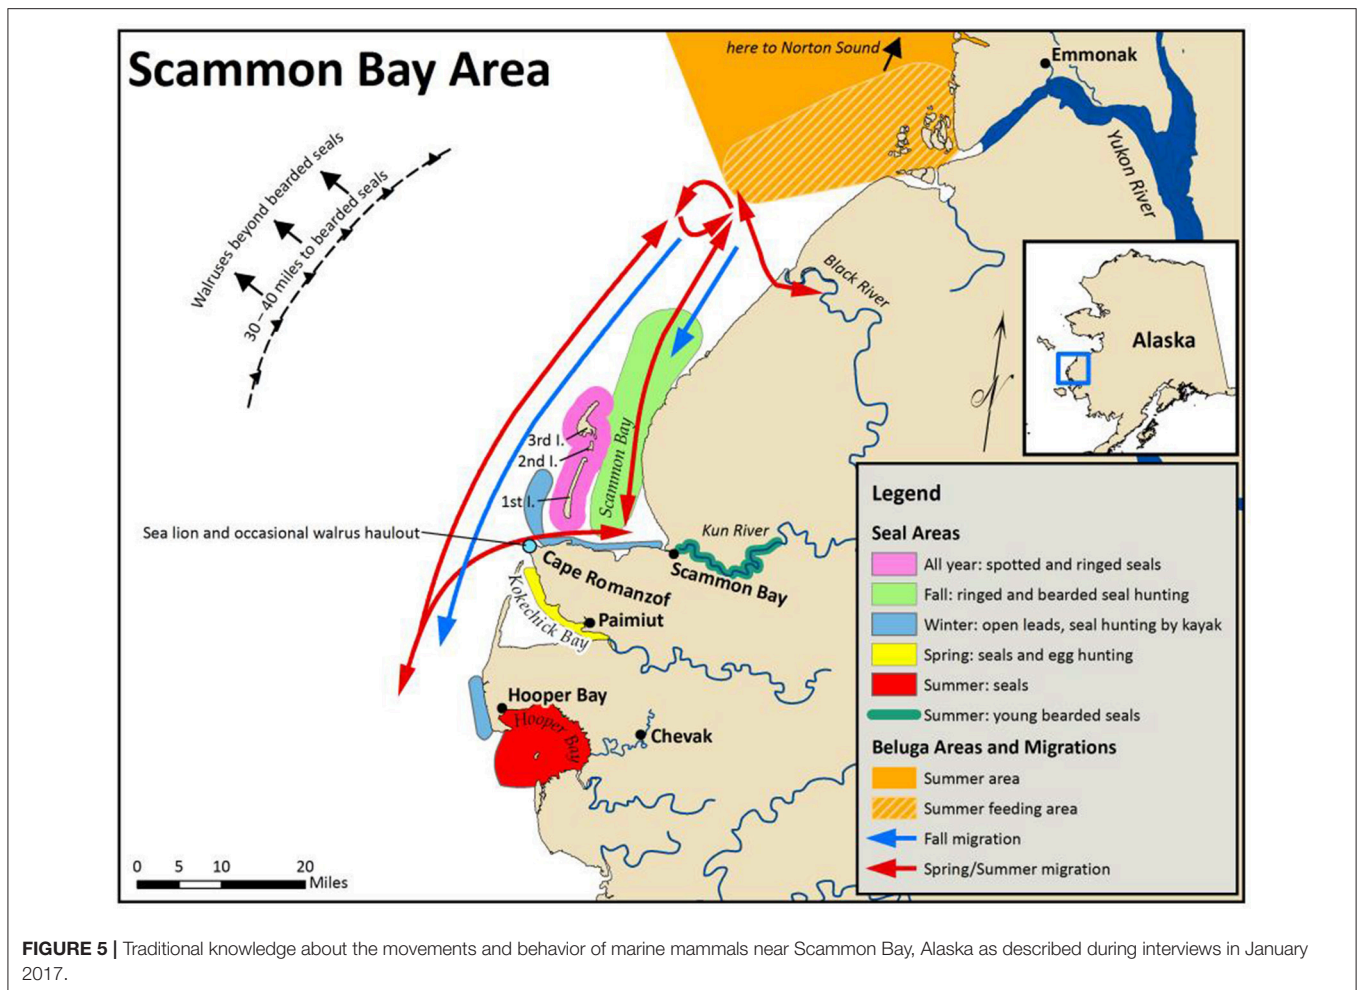 Scammon Bay Area
here to Norton Sound
Emmonak
Yukon River
Walruses beyond bearded seals
30 – 40 miles to bearded seals
Black River
Alaska
3rd I.
2nd I.
1st I.
Scammon Bay
Sea lion and occasional walrus haulout
Kun River
Scammon Bay
Cape Romanzof
Kokechick Bay
Paimiut
Hooper Bay
Hooper Bay
Chevak
N
Legend
Seal Areas
All year: spotted and ringed seals
Fall: ringed and bearded seal hunting
Winter: open leads, seal hunting by kayak
Spring: seals and egg hunting
Summer: seals
Summer: young bearded seals
Beluga Areas and Migrations
Summer area
Summer feeding area
Fall migration
Spring/Summer migration
0 5 10 20
Miles
FIGURE 5 | Traditional knowledge about the movements and behavior of marine mammals near Scammon Bay, Alaska as described during interviews in January
2017.